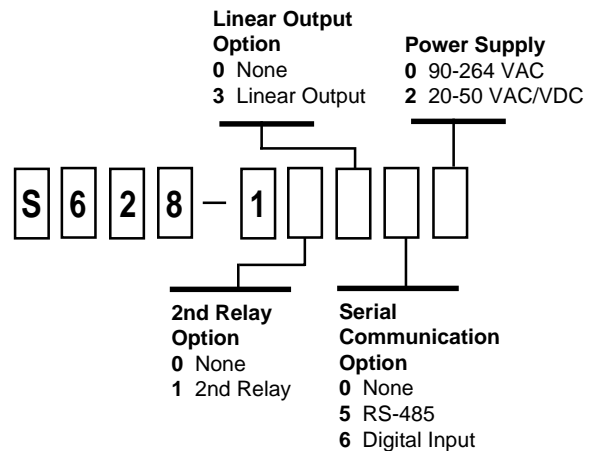 Linear Output
Option
0 None
3 Linear Output
Power Supply
0 90-264 VAC
2 20-50 VAC/VDC
S 6 2 8 – 1
2nd Relay
Option
0 None
1 2nd Relay
Serial
Communication
Option
0 None
5 RS-485
6 Digital Input